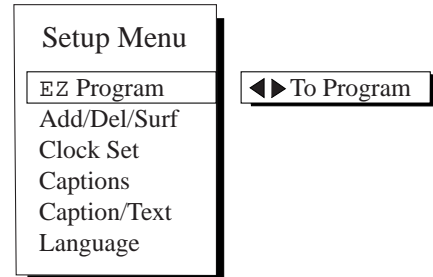 Setup Menu
EZ Program
◀▶ To Program
Add/Del/Surf
Clock Set
Captions
Caption/Text
Language